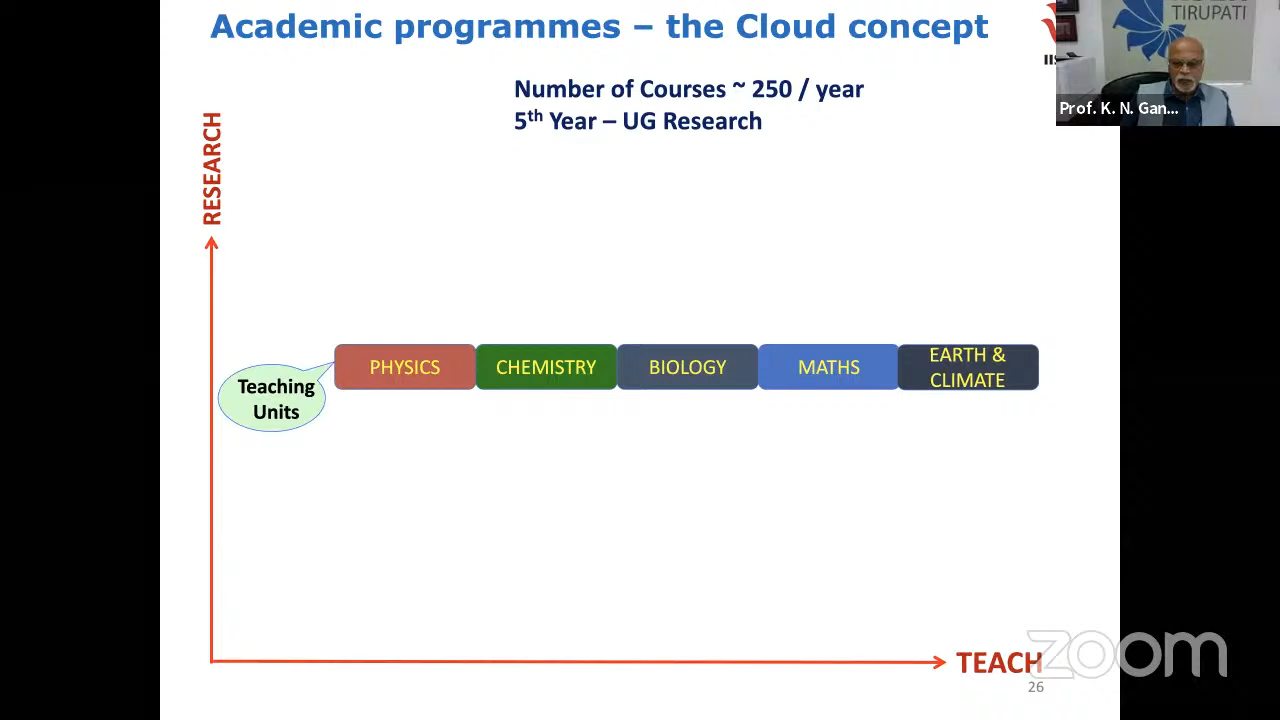 Academic programmes – the Cloud concept
TIRUPATI
Number of Courses ~ 250 / year
5th Year – UG Research
Prof. K. N. Gan...
RESEARCH
PHYSICS
CHEMISTRY
BIOLOGY
MATHS
EARTH &
CLIMATE
Teaching
Units
TEACH
zoom
26